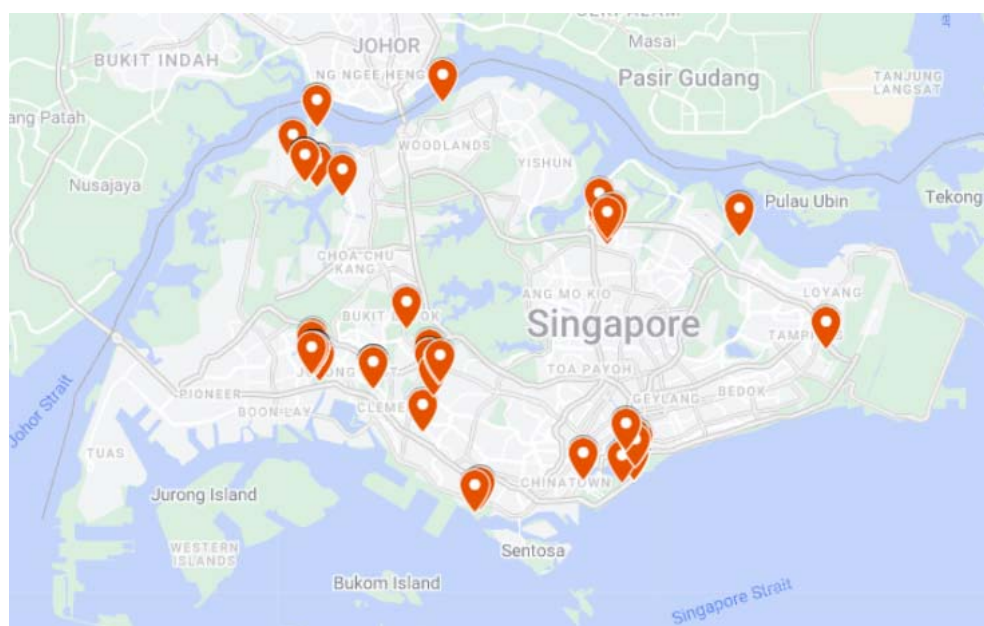 JOHOR
Masai
BUKIT INDAH
NG NGEE HENG
Pasir Gudang
TANJUNG
LANGSAT
ang Patah
WOODLANDS
YISHUN
Nusajaya
Pulau Ubin
Tekong
CHOA CHU
KANG
LOYANG
ANG MO KIO
BUKIT
OK
Singapore
TAMPI
TOA PAYOH
PIONEER
BEDOK
GEYLANG
BOON LAY
CLEME
Johor Strait
TUAS
CHINATOWN
Jurong Island
WESTERN
ISLANDS
Sentosa
Bukom Island
Singapore Strait